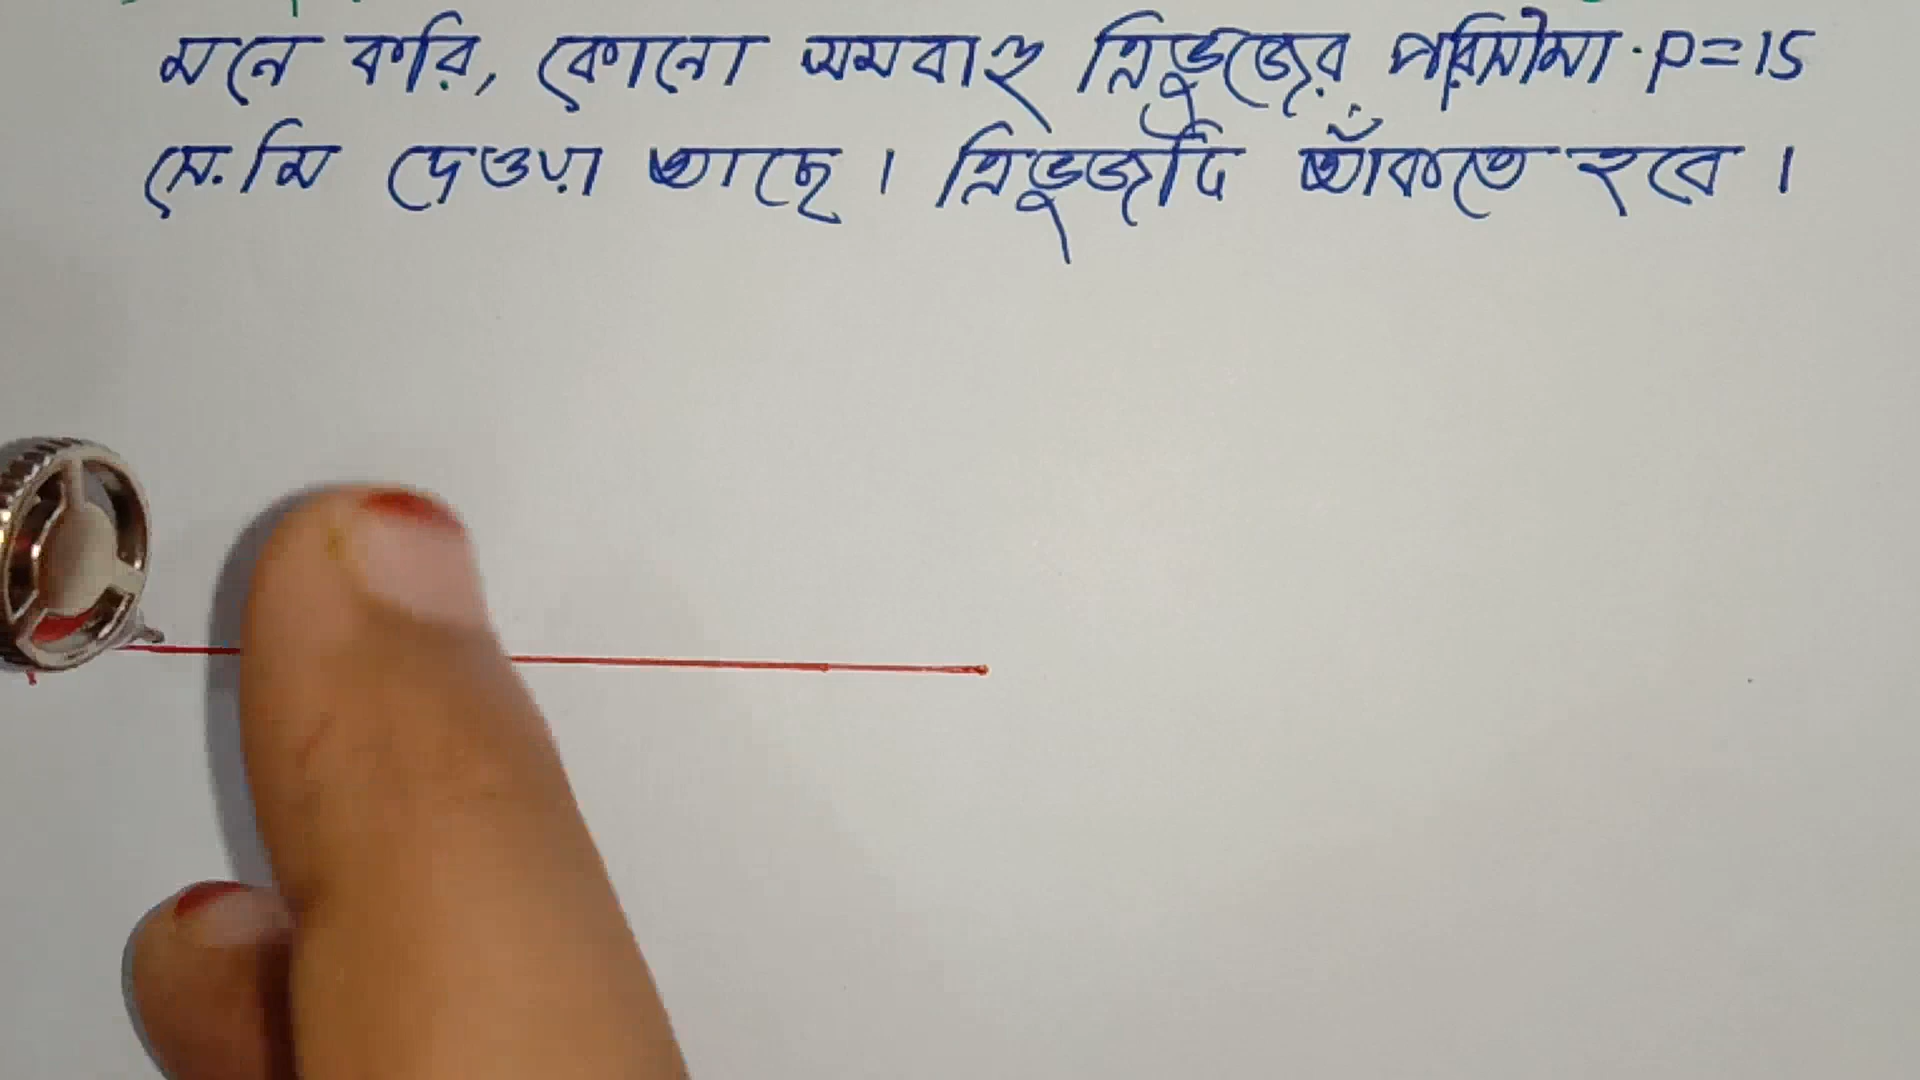 মনে করি, কোনো সমবাহু ত্রিভুজের পরিসীমা . P=15
সে.মি দেওয়া আছে । ত্রিভুজটি আঁকতে হবে ।